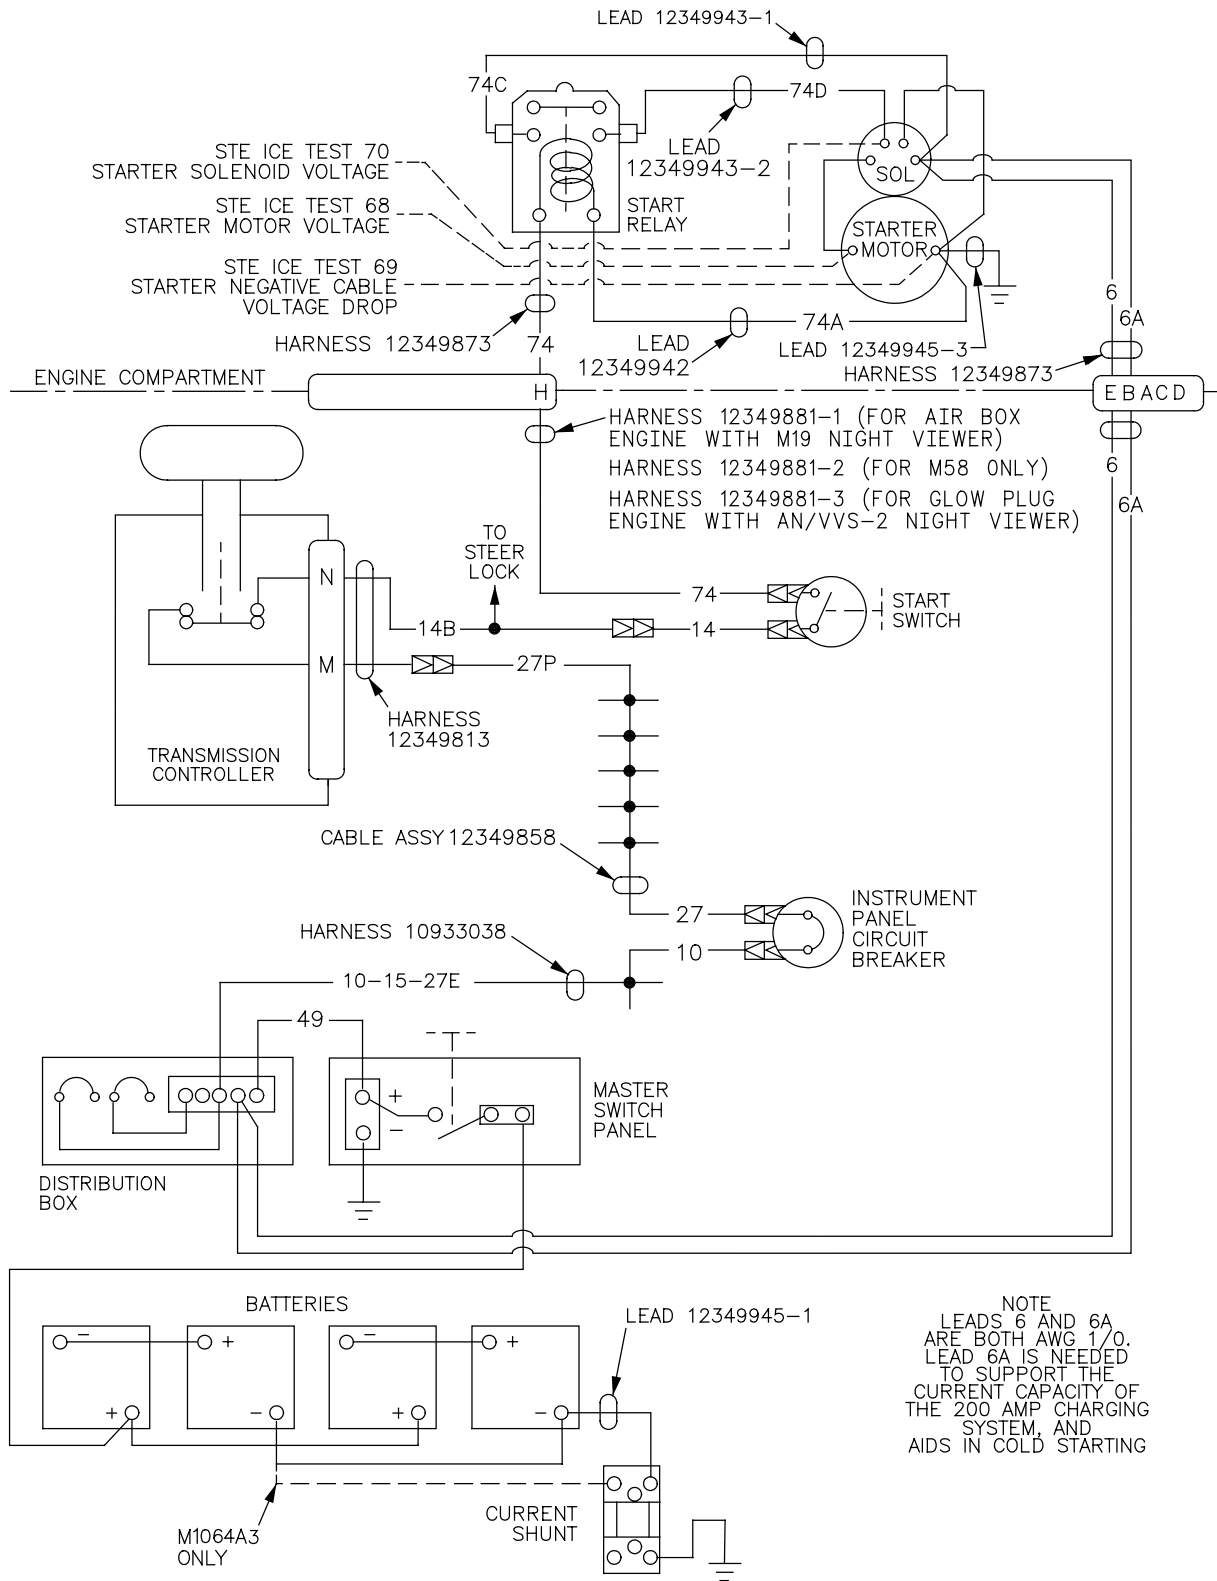 LEAD 12349943-1
74C
74D
LEAD
12349943-2
STE ICE TEST 70
STARTER SOLENOID VOLTAGE
SOL
STE ICE TEST 68
STARTER MOTOR VOLTAGE
START
RELAY
STARTER
MOTOR
STE ICE TEST 69
STARTER NEGATIVE CABLE
VOLTAGE DROP
6
6A
74A
HARNESS 12349873
74
LEAD
12349942
LEAD 12349945-3
HARNESS 12349873
ENGINE COMPARTMENT
H
EBACD
HARNESS 12349881-1 (FOR AIR BOX
ENGINE WITH M19 NIGHT VIEWER)
HARNESS 12349881-2 (FOR M58 ONLY)
HARNESS 12349881-3 (FOR GLOW PLUG
ENGINE WITH AN/VVS-2 NIGHT VIEWER)
6
6A
TO
STEER
LOCK
N
74
START
SWITCH
14B
14
M
27P
HARNESS
12349813
TRANSMISSION
CONTROLLER
CABLE ASSY 12349858
27
INSTRUMENT
PANEL
CIRCUIT
BREAKER
HARNESS 10933038
10
10-15-27E
49
+
-
MASTER
SWITCH
PANEL
DISTRIBUTION
BOX
BATTERIES
LEAD 12349945-1
-
+
-
+
+
-
+
-
NOTE
LEADS 6 AND 6A
ARE BOTH AWG 1/0.
LEAD 6A IS NEEDED
TO SUPPORT THE
CURRENT CAPACITY OF
THE 200 AMP CHARGING
SYSTEM, AND
AIDS IN COLD STARTING
M1064A3
ONLY
CURRENT
SHUNT